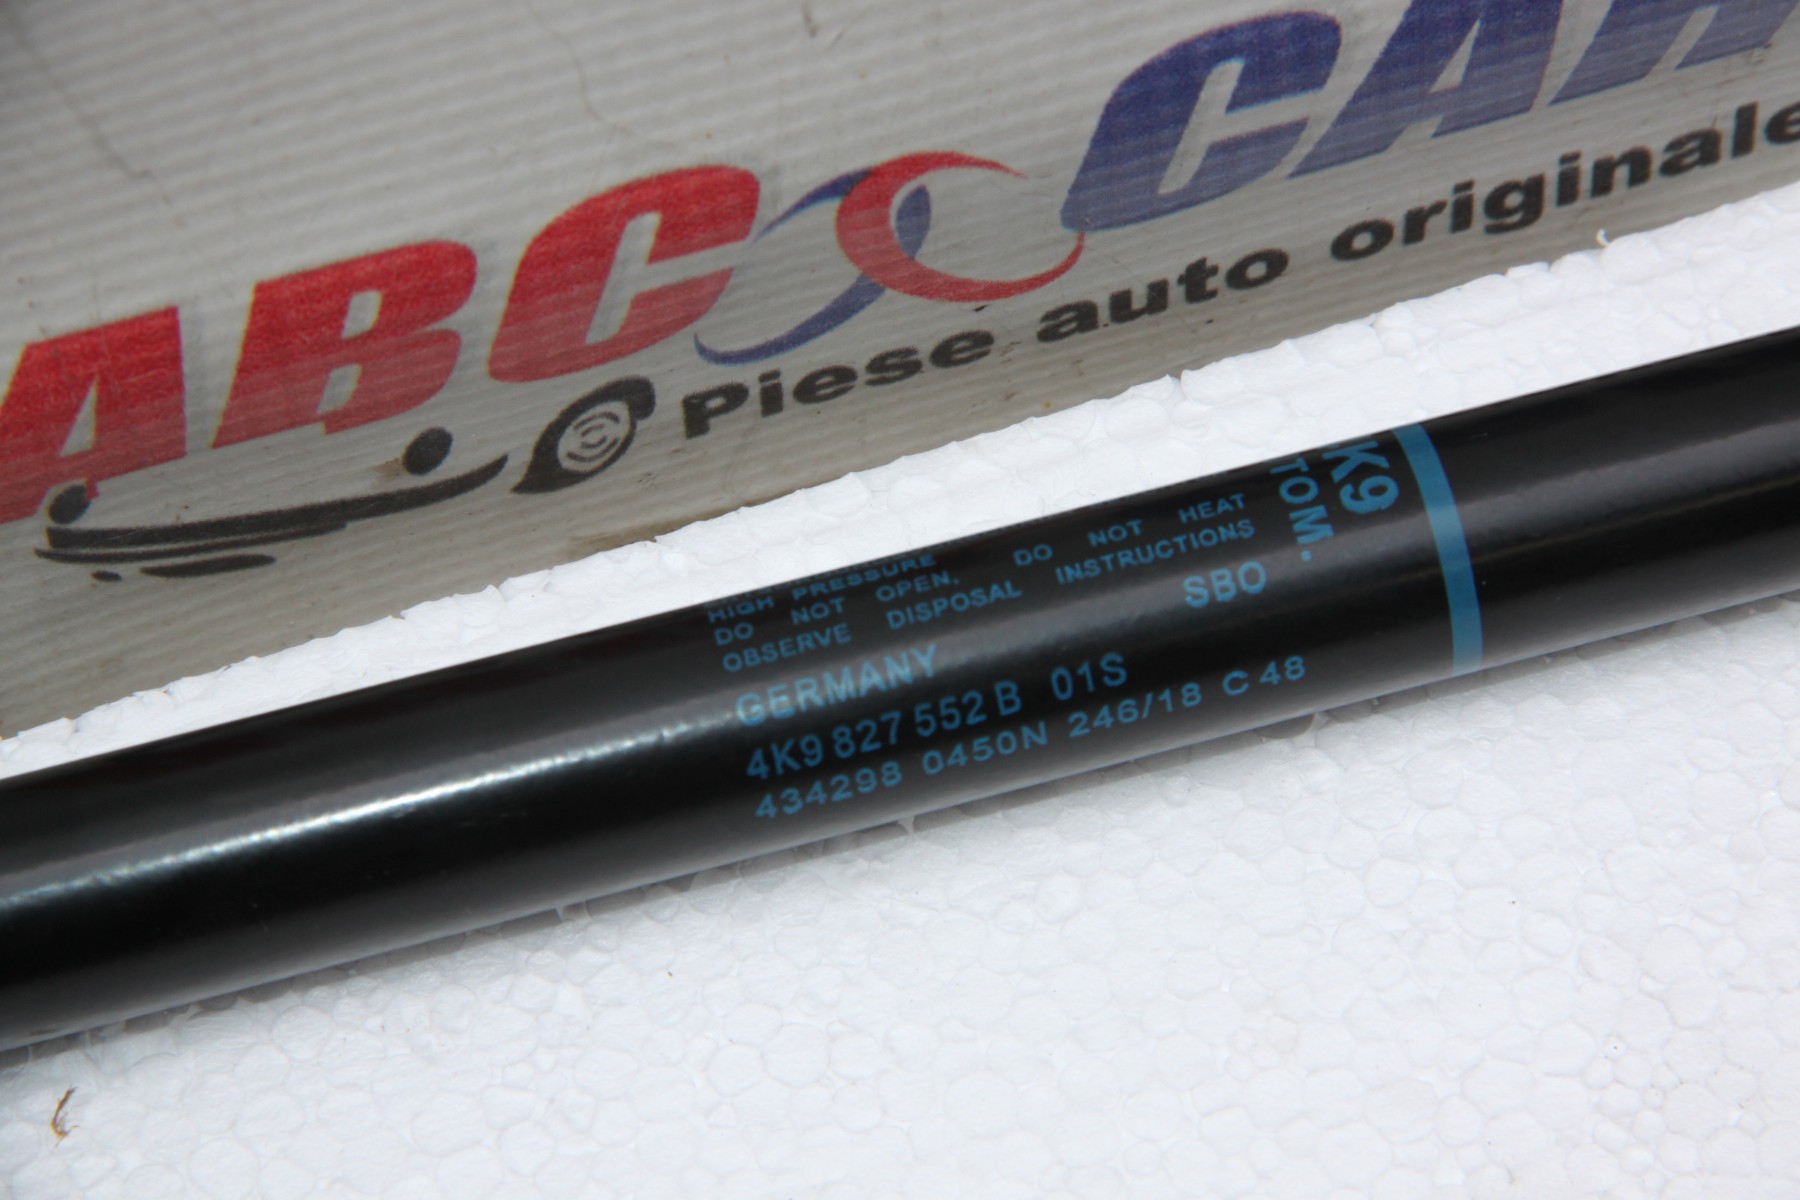 ABC CAR
Piese auto originale
HIGH PRESSURE
DO NOT OPEN. DO NOT HEAT
OBSERVE DISPOSAL INSTRUCTIONS
GERMANY SBO
4K9 827 552 B 01S
434298 0450N 246/18 C 48
K9
TOM.